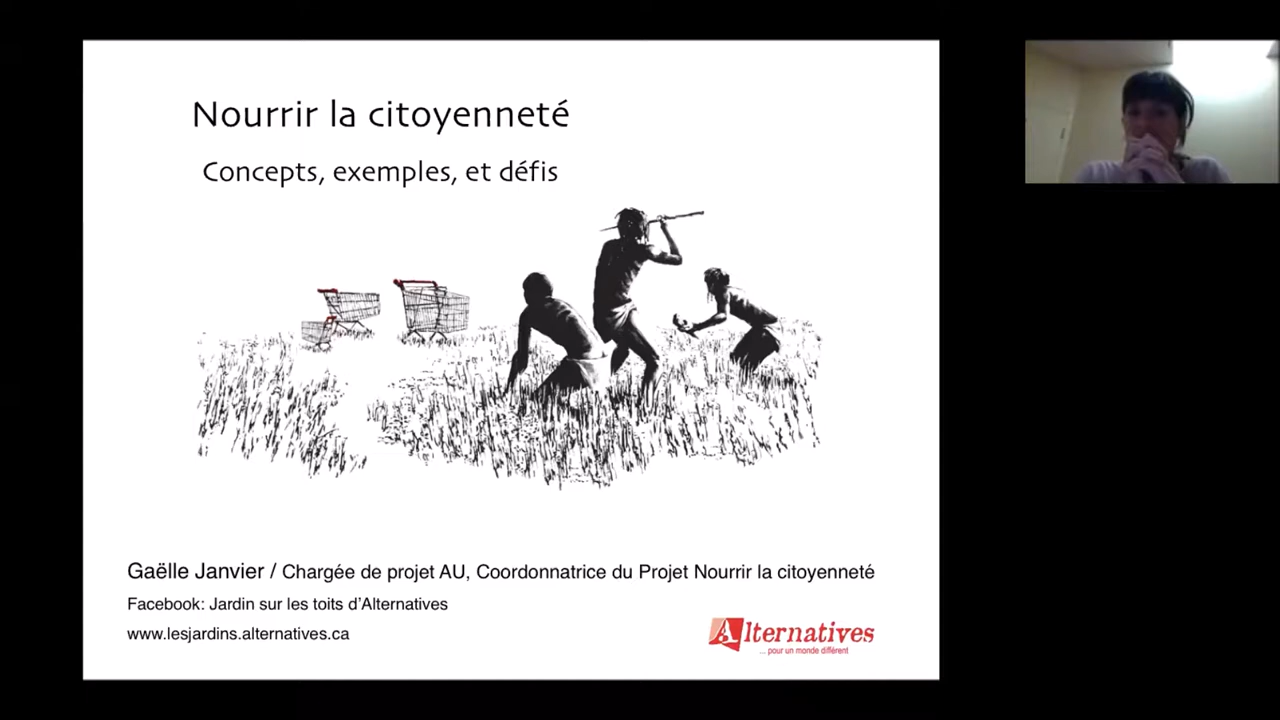 Nourrir la citoyenneté
Concepts, exemples, et défis
Gaëlle Janvier / Chargée de projet AU, Coordonnatrice du Projet Nourrir la citoyenneté
Facebook: Jardin sur les toits d'Alternatives
www.lesjardins.alternatives.ca
Alternatives
... pour un monde différent